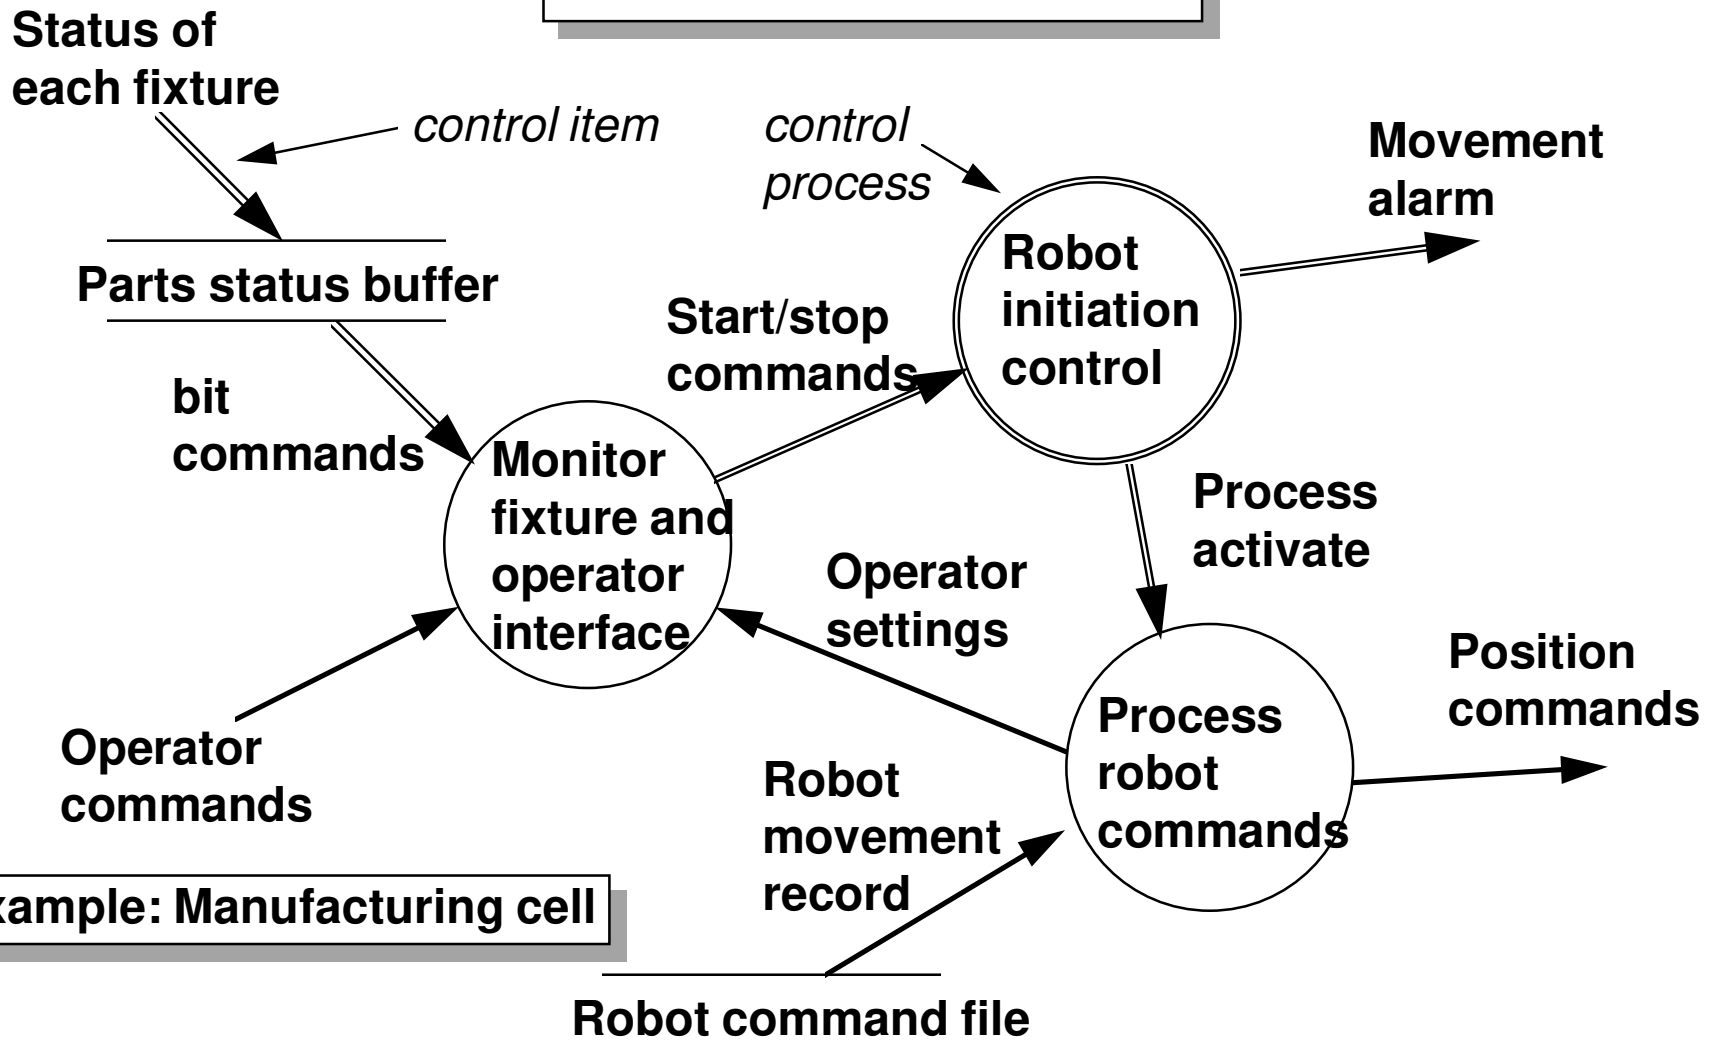 Status of
each fixture
control item
control
process
Movement
alarm
Robot
initiation
control
Parts status buffer
Start/stop
commands
bit
commands
Monitor
fixture and
operator
interface
Process
activate
Operator
settings
Position
commands
Process
robot
commands
Operator
commands
Robot
movement
record
xample: Manufacturing cell
Robot command file